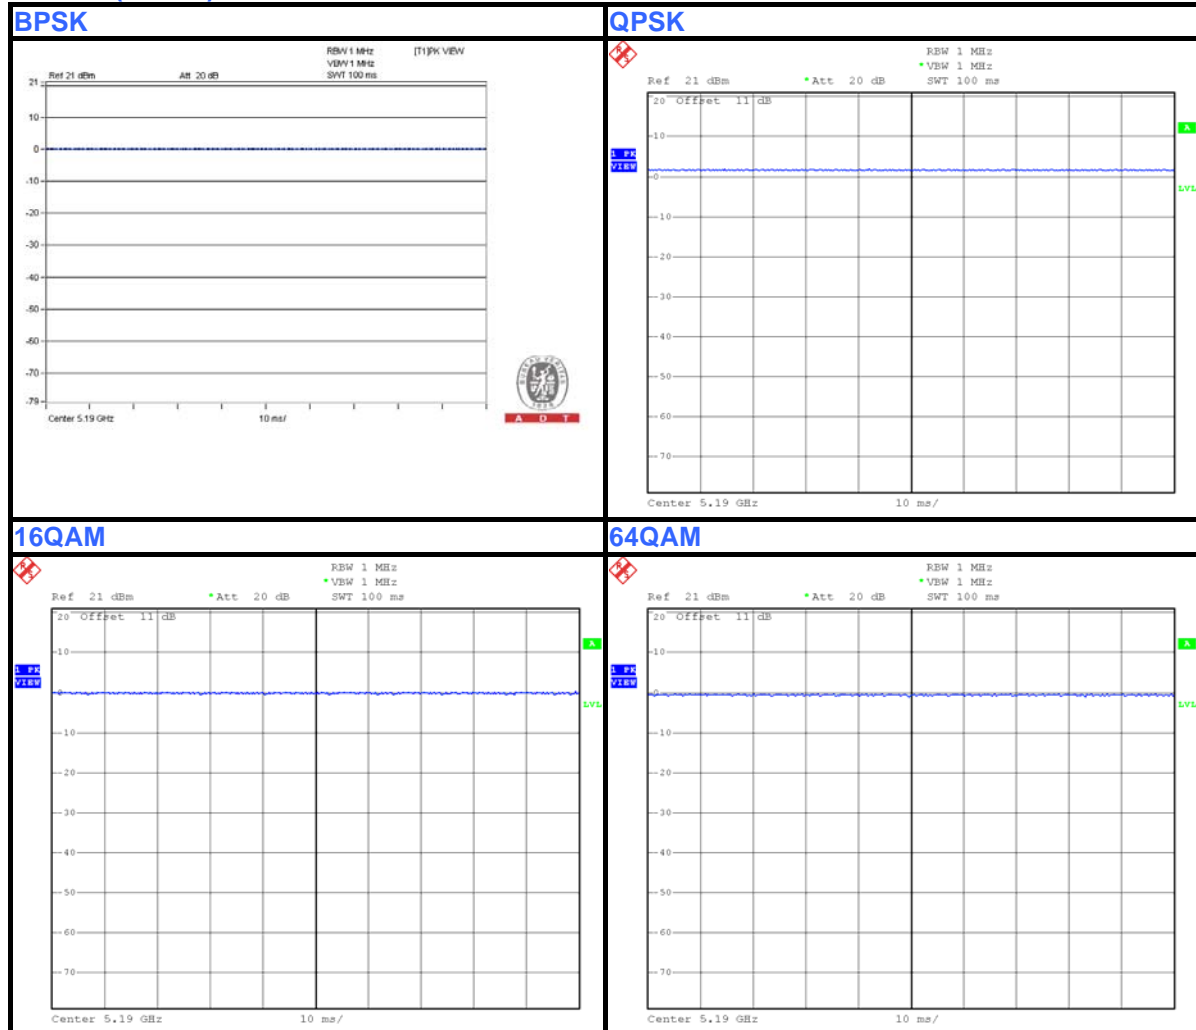 BPSK
RBW 1 MHz [T1]PK VIEW
VBW 1 MHz
Ref 21 dBm Att 20 dB SWT 100 ms
21
10
0
-10
-20
-30
-40
-50
-60
-70
-79
Center 5.19 GHz 10 ms/
BUREAU VERITAS
1828
A D T
QPSK
RBW 1 MHz
*VBW 1 MHz
Ref 21 dBm *Att 20 dB SWT 100 ms
20 Offset 11 dB
A
10
1 PK
VIEW
0
LVL
-10
-20
-30
-40
-50
-60
-70
Center 5.19 GHz 10 ms/
16QAM
RBW 1 MHz
*VBW 1 MHz
Ref 21 dBm *Att 20 dB SWT 100 ms
20 Offset 11 dB
A
10
1 PK
VIEW
0
LVL
-10
-20
-30
-40
-50
-60
-70
Center 5.19 GHz 10 ms/
64QAM
RBW 1 MHz
*VBW 1 MHz
Ref 21 dBm *Att 20 dB SWT 100 ms
20 Offset 11 dB
A
10
1 PK
VIEW
0
LVL
-10
-20
-30
-40
-50
-60
-70
Center 5.19 GHz 10 ms/